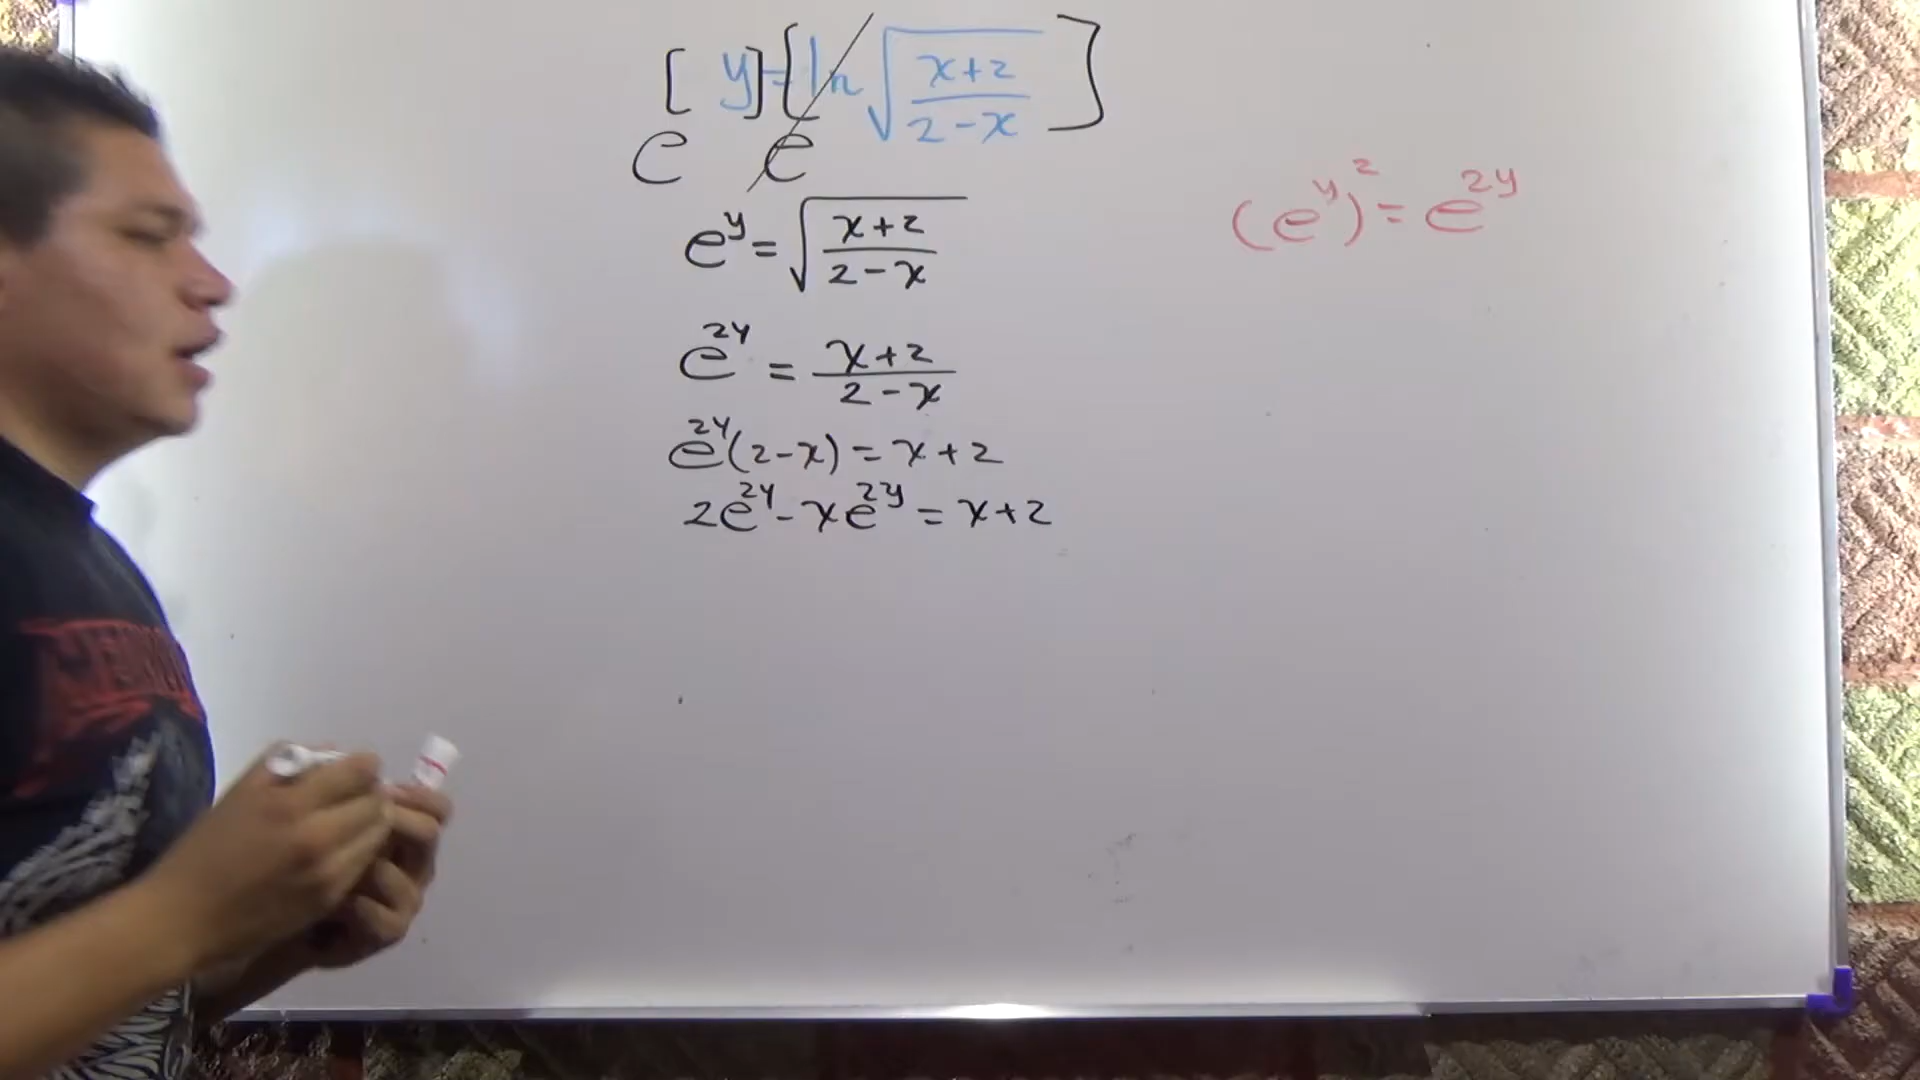 [y]=[ln√((x+2)/(2-x))]
e e
e^y = √((x+2)/(2-x))
(e^y)^2 = e^2y
e^2y = (x+2)/(2-x)
e^2y(2-x) = x+2
2e^2y - xe^2y = x+2